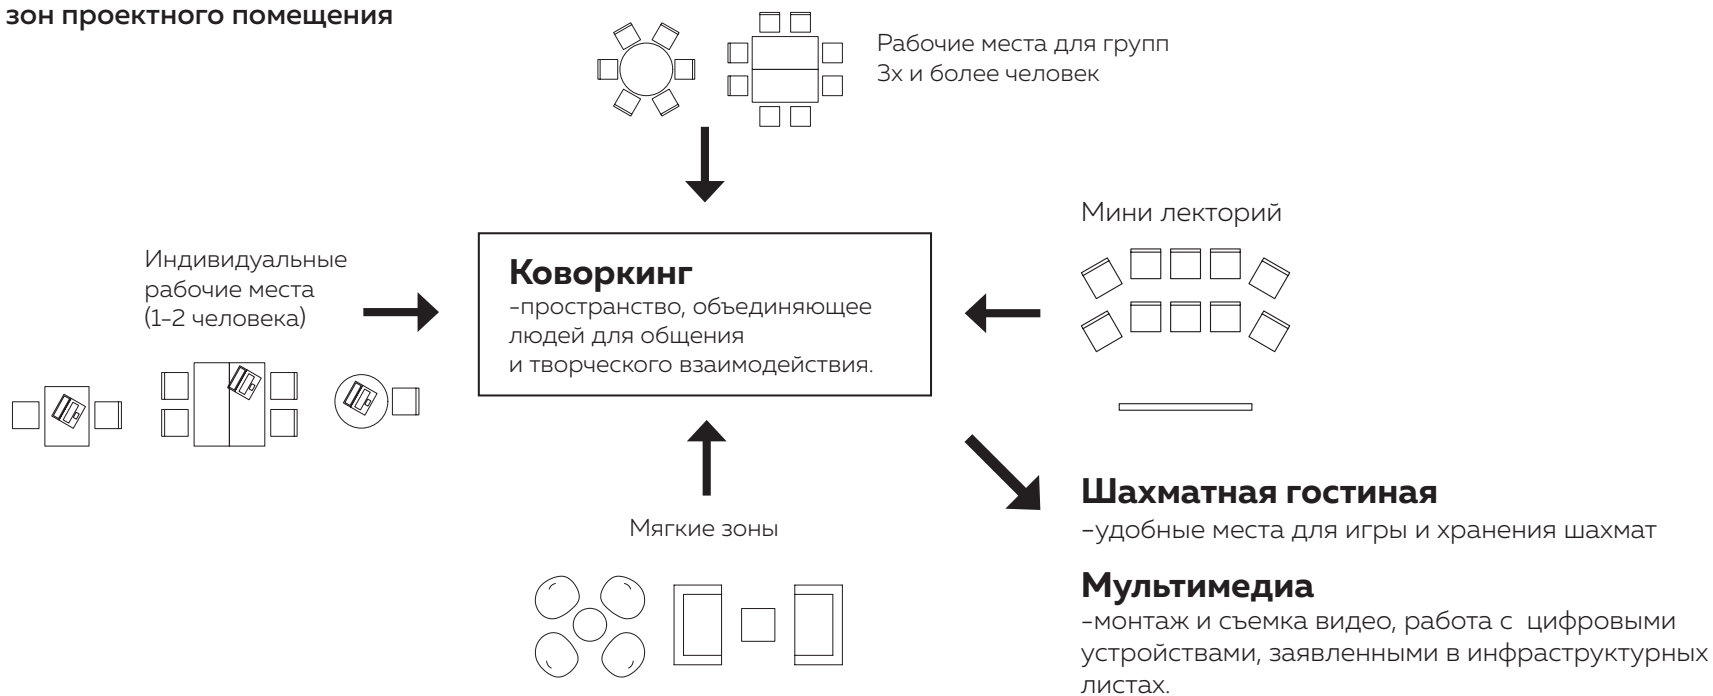 зон проектного помещения
Рабочие места для групп
3х и более человек
Мини лекторий
Индивидуальные
рабочие места
(1-2 человека)
Коворкинг
-пространство, объединяющее
людей для общения
и творческого взаимодействия.
Мягкие зоны
Шахматная гостиная
-удобные места для игры и хранения шахмат
Мультимедиа
-монтаж и съемка видео, работа с цифровыми
устройствами, заявленными в инфраструктурных
листах.